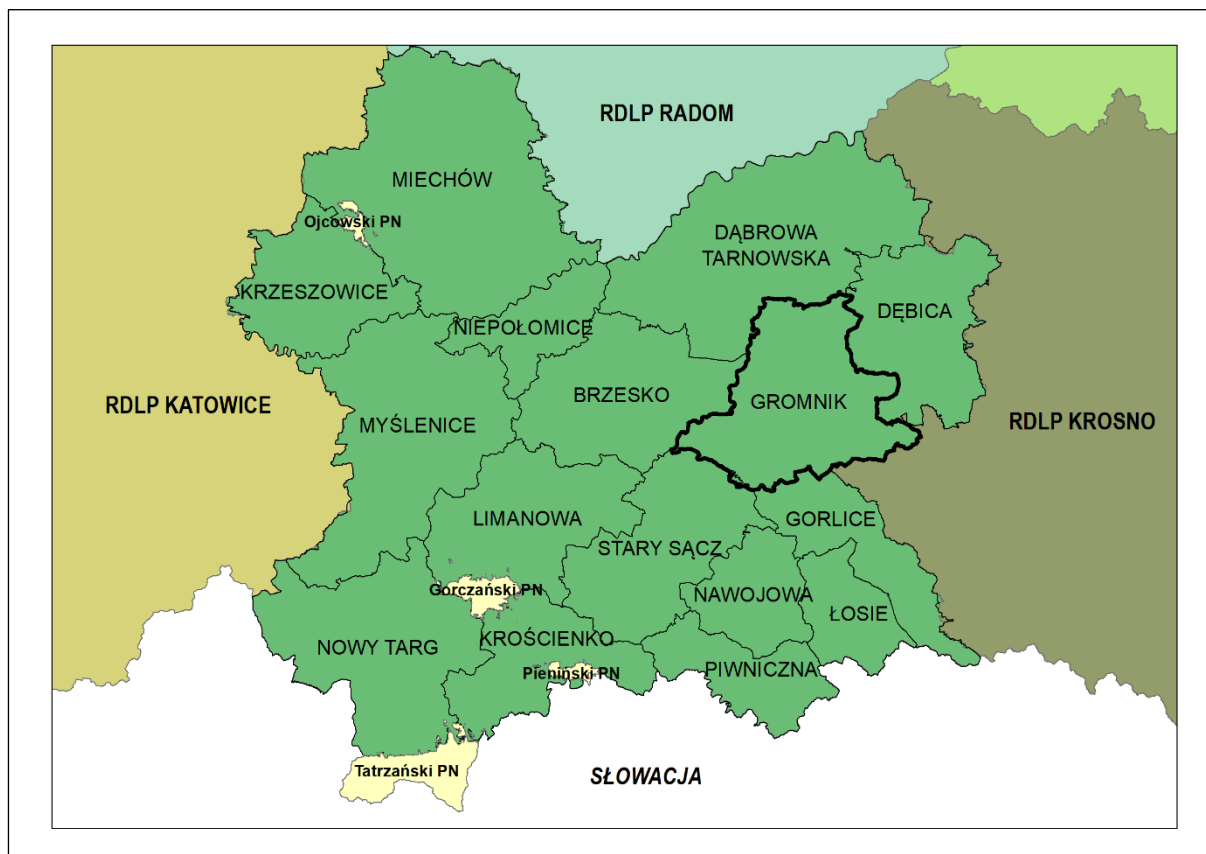 RDLP RADOM
MIECHÓW
Ojcowski PN
DĄBROWA
TARNOWSKA
KRZESZOWICE
DĘBICA
NIEPOŁOMICE
BRZESKO
GROMNIK
RDLP KATOWICE
MYŚLENICE
RDLP KROSNO
LIMANOWA
GORLICE
STARY SĄCZ
Gorczański PN
NAWOJOWA
ŁOSIE
NOWY TARG
KROŚCIENKO
Pieniński PN
PIWNICZNA
Tatrzański PN
SŁOWACJA